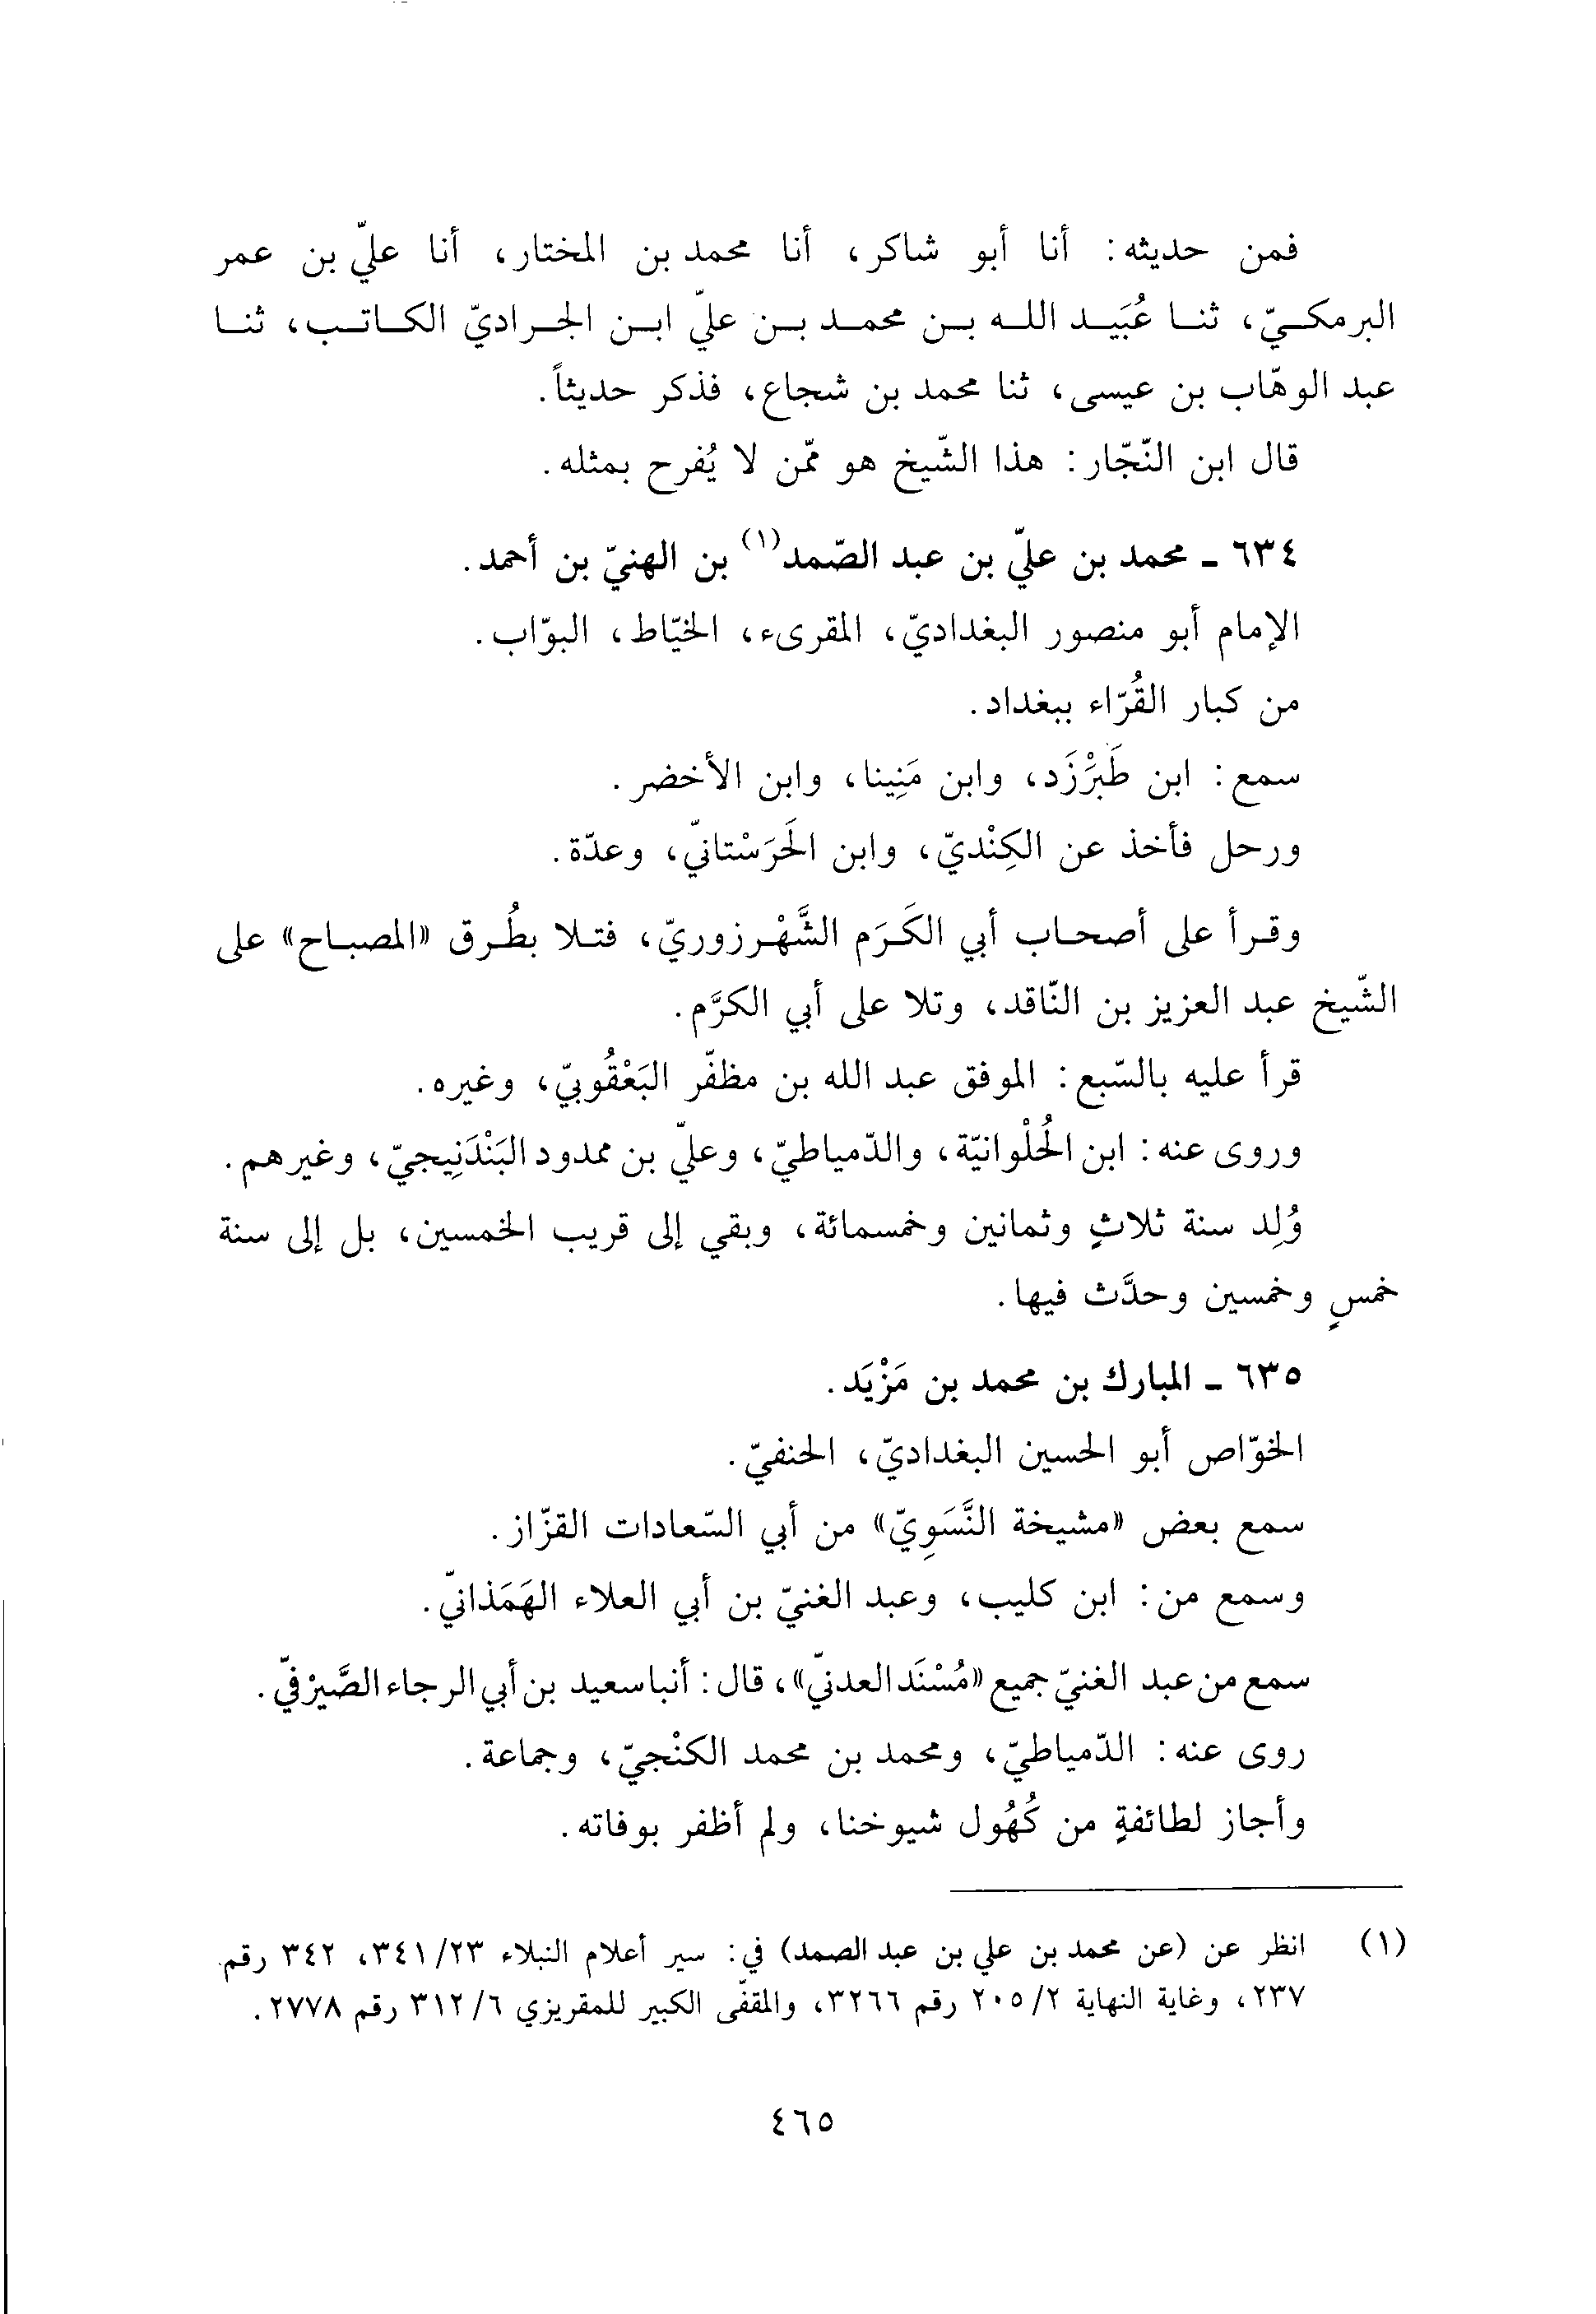 فمن حديثه: أنا أبو شاكر، أنا محمد بن المختار، أنا عليّ بن عمر
البرمكيّ، ثنا عُبَيد الله بن محمد بن عليّ ابن الجراديّ الكاتب، ثنا
عبد الوهّاب بن عيسى، ثنا محمد بن شجاع، فذكر حديثاً.
قال ابن النّجّار: هذا الشّيخ هو ممّن لا يُفرح بمثله.
٦٣٤ ـ محمد بن عليّ بن عبد الصّمد(١) بن الهنيّ بن أحمد.
الإمام أبو منصور البغداديّ، المقرىء، الخيّاط، البوّاب.
من كبار القُرّاء ببغداد.
سمع: ابن طَبَرْزَد، وابن مَنِينا، وابن الأخضر.
ورحل فأخذ عن الكِنْديّ، وابن الحَرَسْتانيّ، وعدّة.
وقرأ على أصحاب أبي الكَرَم الشَّهْرزوريّ، فتلا بطُرق «المصباح» على
الشّيخ عبد العزيز بن النّاقد، وتلا على أبي الكرَّم.
قرأ عليه بالسّبع: الموفق عبد الله بن مظفّر البَعْقُوبيّ، وغيره.
وروى عنه: ابن الحُلْوانيّة، والدّمياطيّ، وعليّ بن ممدود البَنْدَنِيجيّ، وغيرهم.
وُلِد سنة ثلاثٍ وثمانين وخمسمائة، وبقي إلى قريب الخمسين، بل إلى سنة
خمسٍ وخمسين وحدَّث فيها.
٦٣٥ ـ المبارك بن محمد بن مَزْيَد.
الخوّاص أبو الحسين البغداديّ، الحنفيّ.
سمع بعض «مشيخة النَّسَوِيّ» من أبي السّعادات القزّاز.
وسمع من: ابن كليب، وعبد الغنيّ بن أبي العلاء الهَمَذانيّ.
سمع من عبد الغنيّ جميع «مُسْنَد العدنيّ»، قال: أنبا سعيد بن أبي الرجاء الصَّيْرفيّ.
روى عنه: الدّمياطيّ، ومحمد بن محمد الكنْجيّ، وجماعة.
وأجاز لطائفةٍ من كُهُول شيوخنا، ولم أظفر بوفاته.
(١) انظر عن (عن محمد بن علي بن عبد الصمد) في: سير أعلام النبلاء ٢٣/٣٤١، ٣٤٢ رقم
٢٣٧، وغاية النهاية ٢/٢٠٥ رقم ٣٢٦٦، والمقفّى الكبير للمقريزي ٦/٣١٢ رقم ٢٧٧٨.
٤٦٥